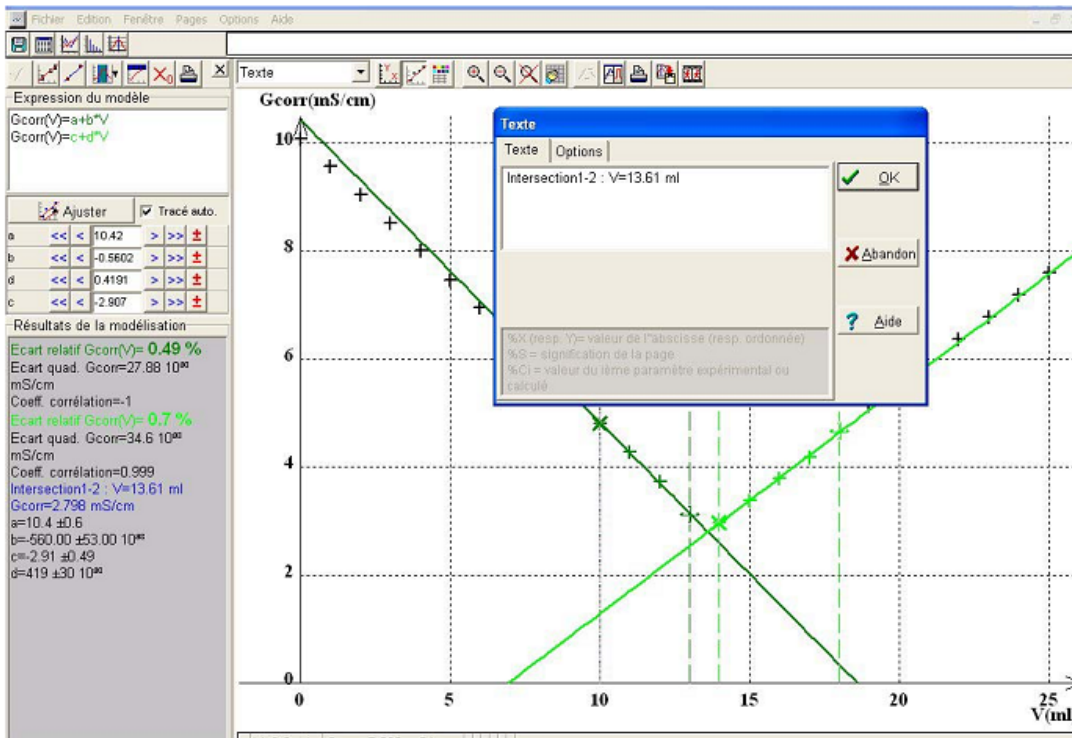 Fichier Edition Fenêtre Pages Options Aide
Texte
Expression du modèle
Gcorr(V)=a+b*V
Gcorr(V)=c+d*V
Ajuster Tracé auto.
a << < 10.42 > >> ±
b << < -0.5602 > >> ±
d << < 0.4191 > >> ±
c << < -2.907 > >> ±
Résultats de la modélisation
Ecart relatif Gcorr(V)= 0.49 %
Ecart quad. Gcorr=27.88 10
mS/cm
Coeff. corrélation=-1
Ecart relatif Gcorr(V)= 0.7 %
Ecart quad. Gcorr=34.6 10
mS/cm
Coeff. corrélation=0.999
Intersection1-2 : V=13.61 ml
Gcorr=2.798 mS/cm
a=10.4 ±0.6
b=-560.00 ±53.00 10
c=-2.91 ±0.49
d=419 ±30 10
Gcorr(mS/cm)
10
8
6
4
2
0
0 5 10 15 20 25
V(ml
Texte
Texte Options
Intersection1-2 : V=13.61 ml
OK
Abandon
Aide
%X (resp. Y)= valeur de l"abscisse (resp. ordonnée)
%S = signification de la page
%Ci = valeur du ième paramètre expérimental ou
calculé